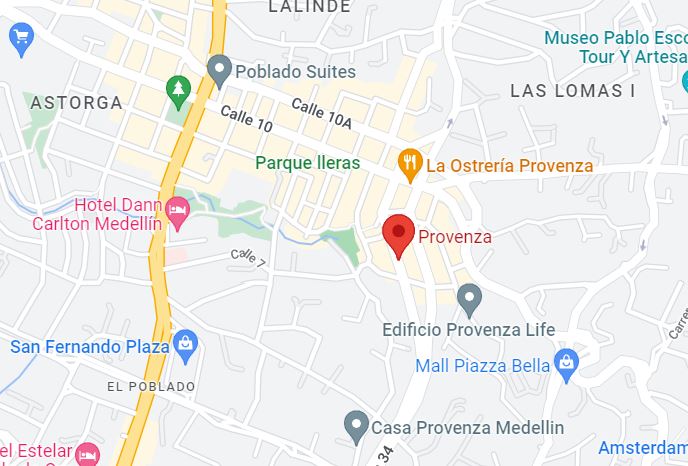 LALINDE
Museo Pablo Esco
Tour Y Artesa
Poblado Suites
LAS LOMAS I
ASTORGA
Calle 10A
Calle 10
Parque lleras
La Ostrería Provenza
Hotel Dann
Carlton Medellín
Provenza
Calle 7
Edificio Provenza Life
Carre
San Fernando Plaza
Mall Piazza Bella
EL POBLADO
Casa Provenza Medellin
el Estelar
34
Amsterdam